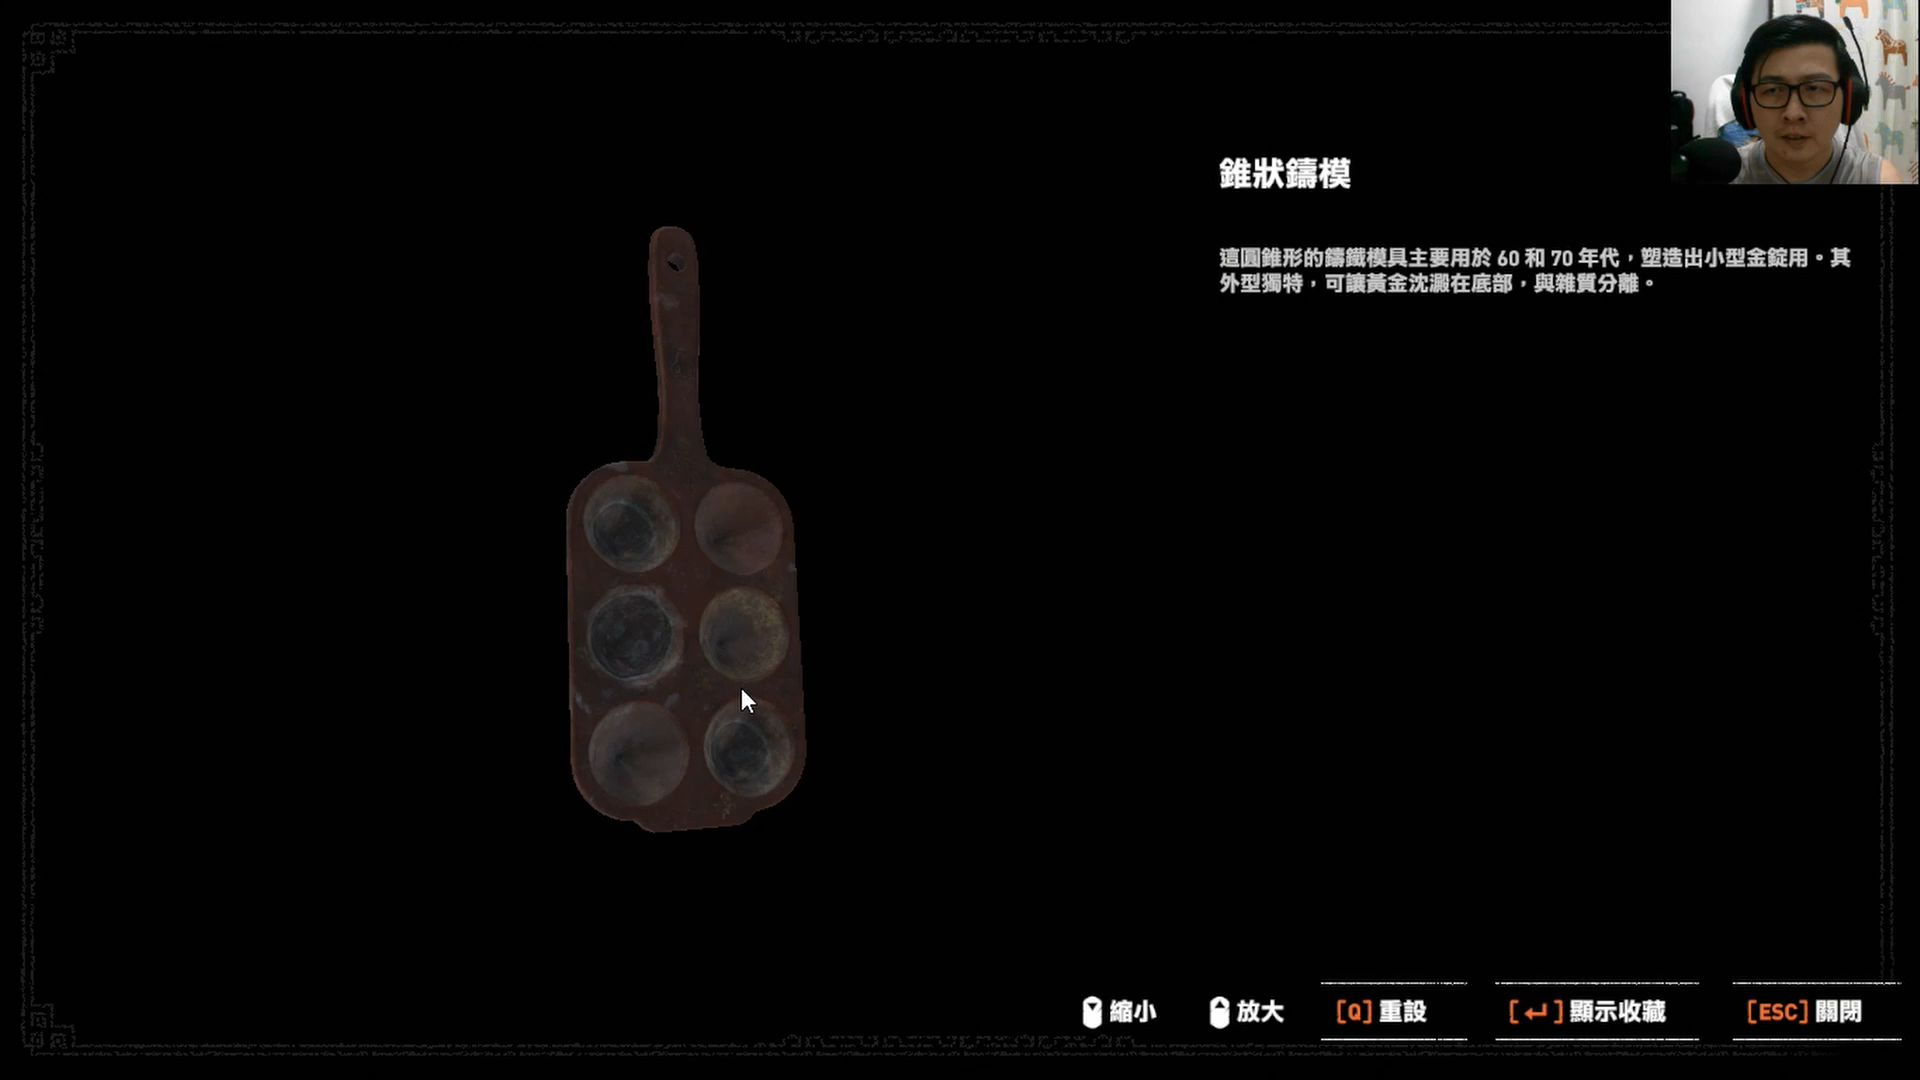 錐狀鑄模
這圓錐形的鑄鐵模具主要用於 60 和 70 年代，塑造出小型金錠用。其
外型獨特，可讓黃金沈澱在底部，與雜質分離。
縮小 放大 [Q] 重設 [↵] 顯示收藏 [ESC] 關閉